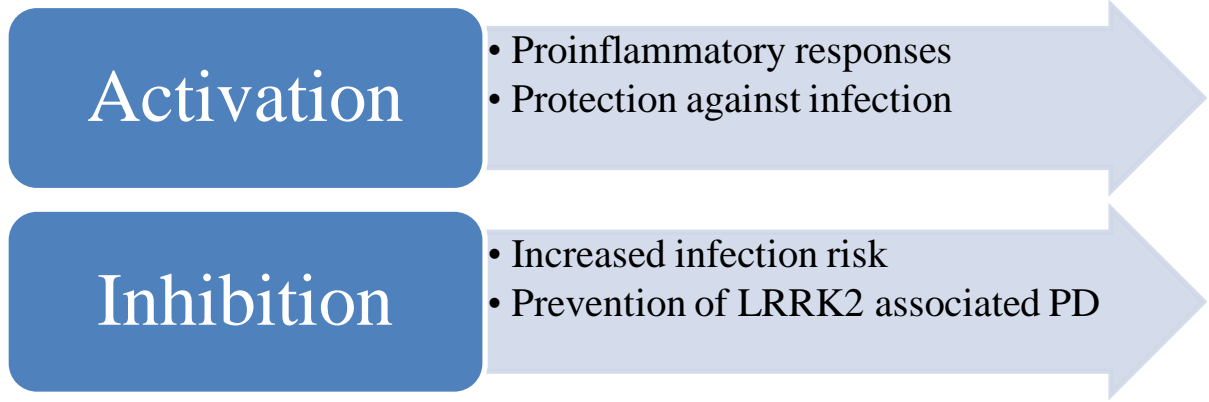 Activation
• Proinflammatory responses
• Protection against infection
Inhibition
• Increased infection risk
• Prevention of LRRK2 associated PD